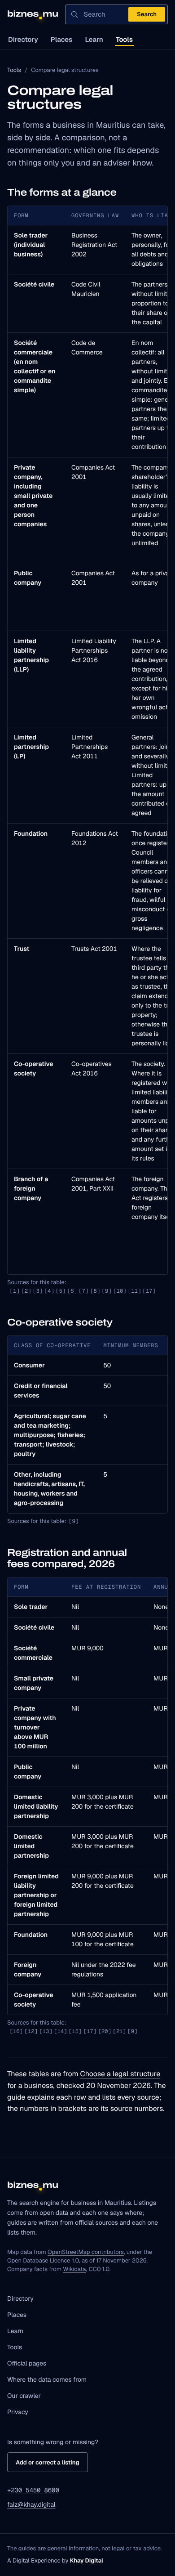 biznes.mu
Search
Search
Directory
Places
Learn
Tools
Tools / Compare legal structures
Compare legal
structures
The forms a business in Mauritius can take,
side by side. A comparison, not a
recommendation: which one fits depends
on things only you and an adviser know.
The forms at a glance
FORM
GOVERNING LAW
WHO IS LIA
Sole trader
(individual
business)
Business
Registration Act
2002
The owner,
personally, fo
all debts and
obligations
Société civile
Code Civil
Mauricien
The partners
without limit
proportion to
their share o
the capital
Société
commerciale
(en nom
collectif or en
commandite
simple)
Code de
Commerce
En nom
collectif: all
partners,
without limit
and jointly. E
commandite
simple: gene
partners the
same; limited
partners up t
their
contribution
Private
company,
including
small private
and one
person
companies
Companies Act
2001
The company
shareholder'
liability is
usually limite
to any amou
unpaid on
shares, unles
the company
unlimited
Public
company
Companies Act
2001
As for a priva
company
Limited
liability
partnership
(LLP)
Limited Liability
Partnerships
Act 2016
The LLP. A
partner is no
liable beyond
the agreed
contribution,
except for hi
her own
wrongful act
omission
Limited
partnership
(LP)
Limited
Partnerships
Act 2011
General
partners: join
and severally
without limit
Limited
partners: up
the amount
contributed o
agreed
Foundation
Foundations Act
2012
The foundati
once register
Council
members an
officers cann
be relieved o
liability for
fraud, wilful
misconduct o
gross
negligence
Trust
Trusts Act 2001
Where the
trustee tells
third party th
he or she act
as trustee, th
claim extend
only to the tr
property;
otherwise th
trustee is
personally lia
Co-operative
society
Co-operatives
Act 2016
The society.
Where it is
registered wi
limited liabili
members are
liable for
amounts unp
on their shar
and any furth
amount set i
its rules
Branch of a
foreign
company
Companies Act
2001, Part XXII
The foreign
company. Th
Act registers
foreign
company itse
Sources for this table:
[1] [2] [3] [4] [5] [6] [7] [8] [9] [10] [11] [17]
Co-operative society
CLASS OF CO-OPERATIVE
MINIMUM MEMBERS
Consumer
50
Credit or financial
services
50
Agricultural; sugar cane
and tea marketing;
multipurpose; fisheries;
transport; livestock;
poultry
5
Other, including
handicrafts, artisans, IT,
housing, workers and
agro-processing
5
Sources for this table: [9]
Registration and annual
fees compared, 2026
FORM
FEE AT REGISTRATION
ANNU
Sole trader
Nil
None
Société civile
Nil
None
Société
commerciale
MUR 9,000
MUR
Small private
company
Nil
MUR
Private
company with
turnover
above MUR
100 million
Nil
MUR
Public
company
Nil
MUR
Domestic
limited liability
partnership
MUR 3,000 plus MUR
200 for the certificate
MUR
Domestic
limited
partnership
MUR 3,000 plus MUR
200 for the certificate
MUR
Foreign limited
liability
partnership or
foreign limited
partnership
MUR 9,000 plus MUR
200 for the certificate
MUR
Foundation
MUR 9,000 plus MUR
100 for the certificate
MUR
Foreign
company
Nil under the 2022 fee
regulations
MUR
Co-operative
society
MUR 1,500 application
fee
MUR
Sources for this table:
[16] [12] [13] [14] [15] [17] [20] [21] [9]
These tables are from Choose a legal structure
for a business, checked 20 November 2026. The
guide explains each row and lists every source;
the numbers in brackets are its source numbers.
biznes.mu
The search engine for business in Mauritius. Listings
come from open data and each one says where;
guides are written from official sources and each one
lists them.
Map data from OpenStreetMap contributors, under the
Open Database Licence 1.0, as of 17 November 2026.
Company facts from Wikidata, CC0 1.0.
Directory
Places
Learn
Tools
Official pages
Where the data comes from
Our crawler
Privacy
Is something wrong or missing?
Add or correct a listing
+230 5450 8600
faiz@khay.digital
The guides are general information, not legal or tax advice.
A Digital Experience by Khay Digital